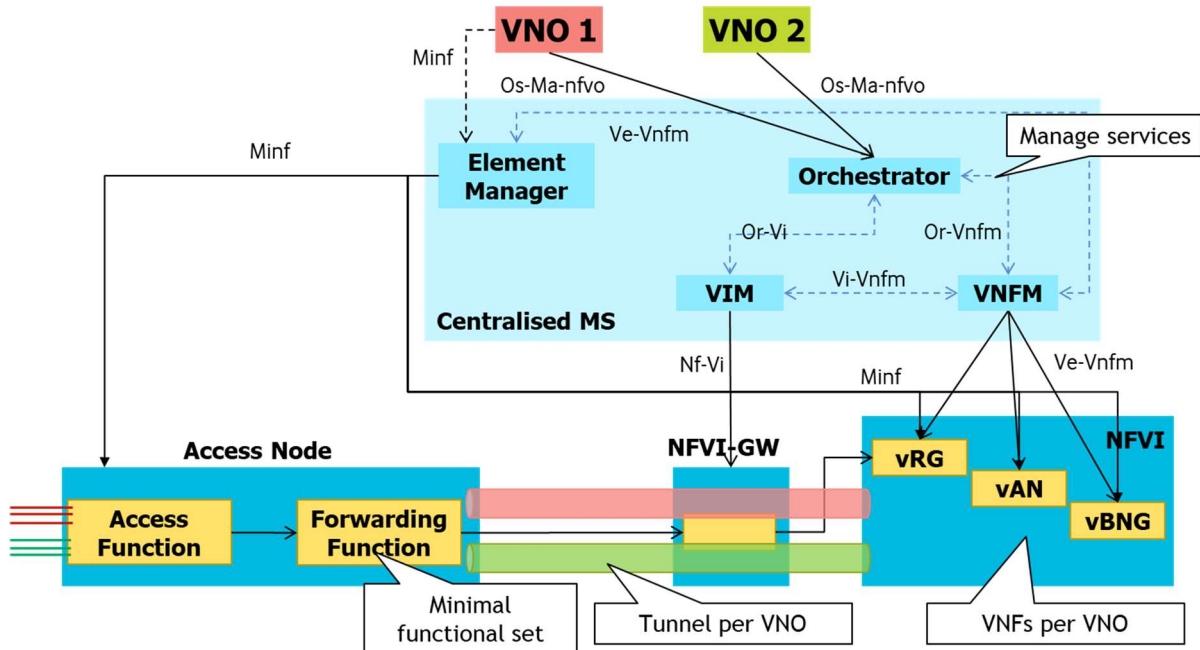 VNO 1
VNO 2
Minf
Os-Ma-nfvo
Os-Ma-nfvo
Ve-Vnfm
Manage services
Minf
Element
Manager
Orchestrator
Or-Vi
Or-Vnfm
VIM
Vi-Vnfm
VNFM
Centralised MS
Nf-Vi
Minf
Ve-Vnfm
Access Node
NFVI-GW
NFVI
vRG
vAN
vBNG
Access
Function
Forwarding
Function
Minimal
functional set
Tunnel per VNO
VNFs per VNO